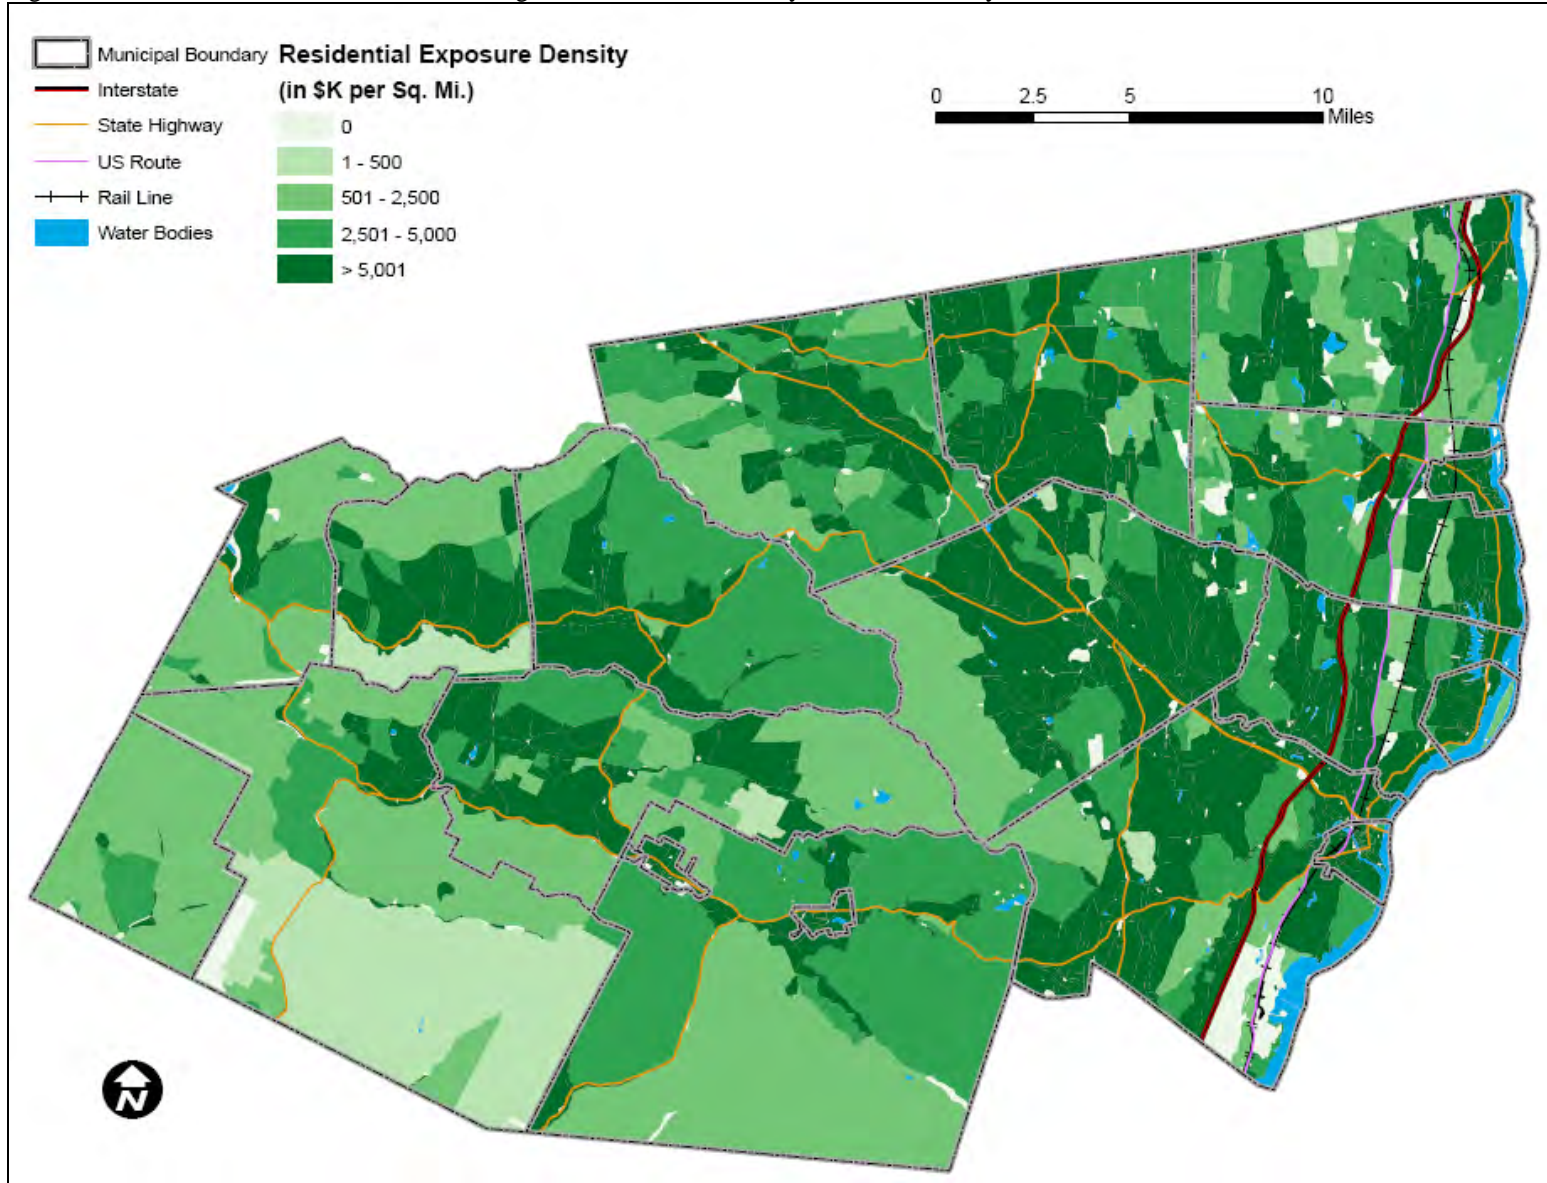 Municipal Boundary
Interstate
State Highway
US Route
Rail Line
Water Bodies
Residential Exposure Density
(in $K per Sq. Mi.)
0
1 - 500
501 - 2,500
2,501 - 5,000
> 5,001
0 2.5 5 10
Miles
N